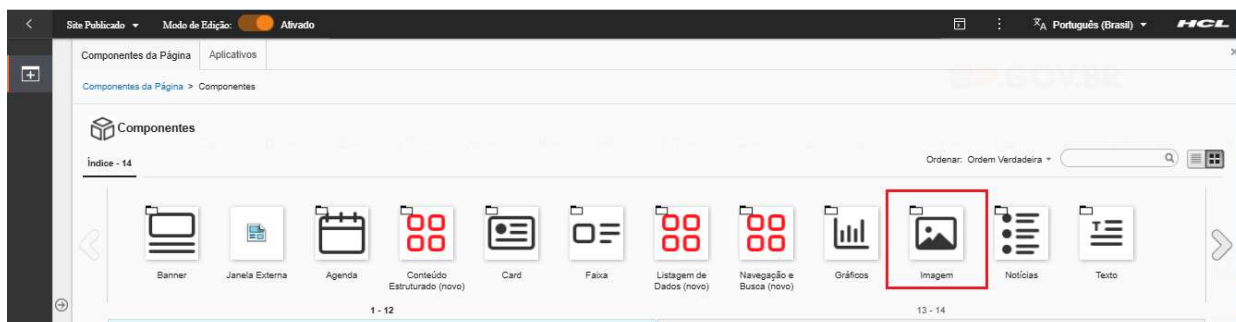 Site Publicado Modo de Edição: Ativado Português (Brasil) HCL
Componentes da Página Aplicativos
Componentes da Página > Componentes
Componentes
Índice - 14 Ordenar: Ordem Verdadeira
Banner Janela Externa Agenda Conteúdo Estruturado (novo) Card Faixa Listagem de Dados (novo) Navegação e Busca (novo) Gráficos Imagem Notícias Texto
1 - 12 13 - 14